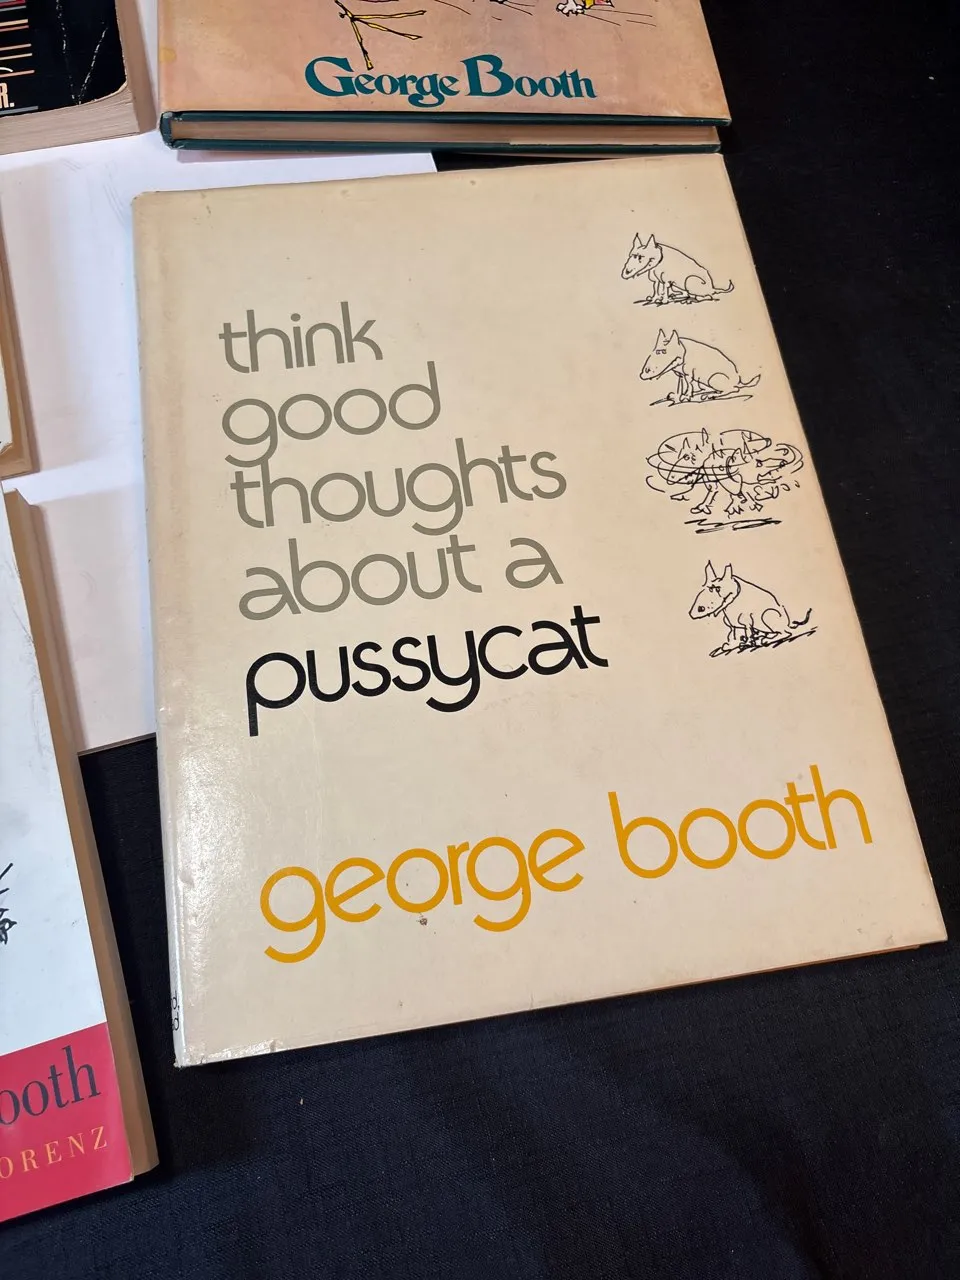 R.
George Booth
think
good
thoughts
about a
pussycat
george booth
ooth
ORENZ